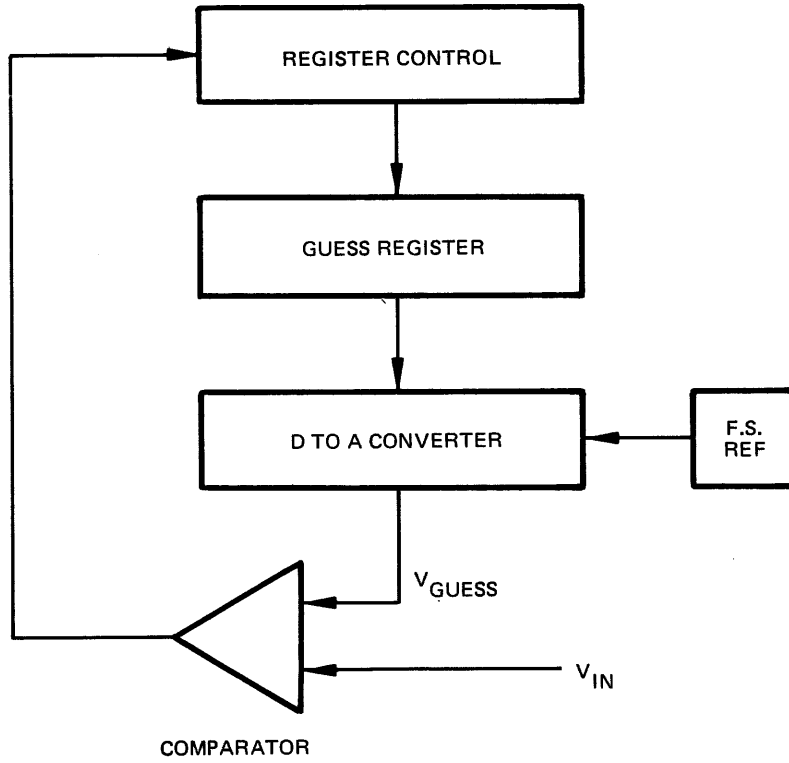 REGISTER CONTROL
GUESS REGISTER
D TO A CONVERTER
F.S.
REF
VGUESS
VIN
COMPARATOR